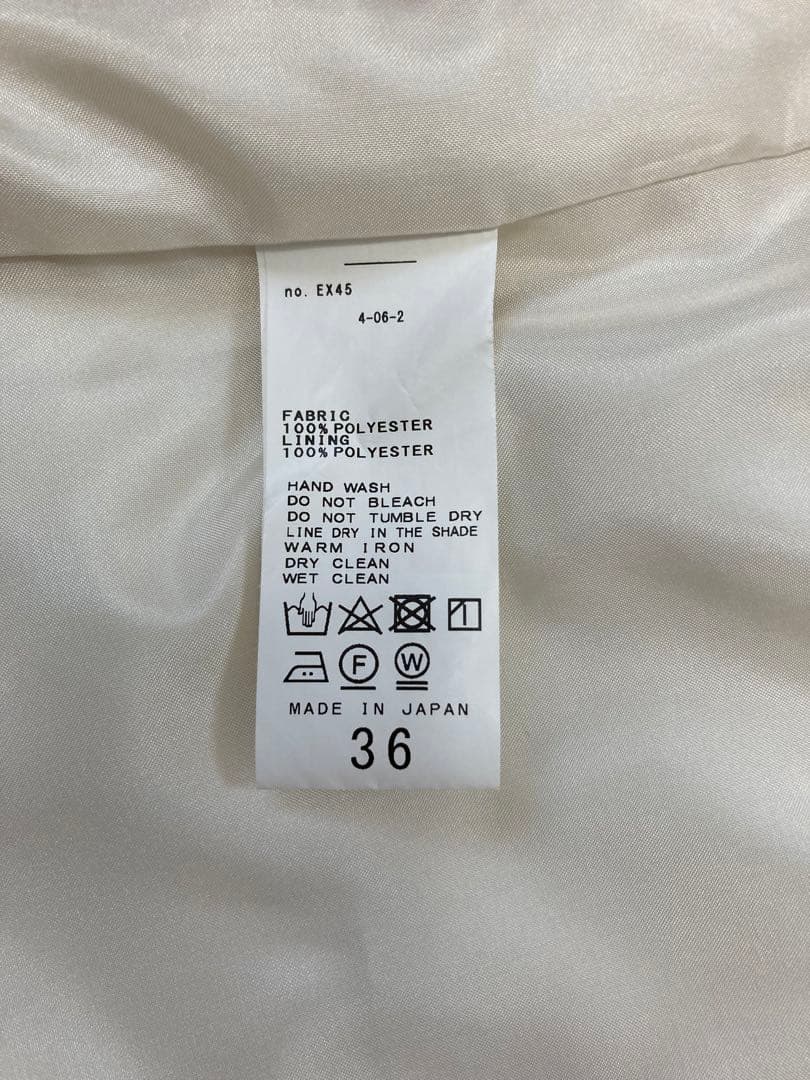 no. EX45
4-06-2
FABRIC
100% POLYESTER
LINING
100% POLYESTER
HAND WASH
DO NOT BLEACH
DO NOT TUMBLE DRY
LINE DRY IN THE SHADE
WARM IRON
DRY CLEAN
WET CLEAN
F W
MADE IN JAPAN
36